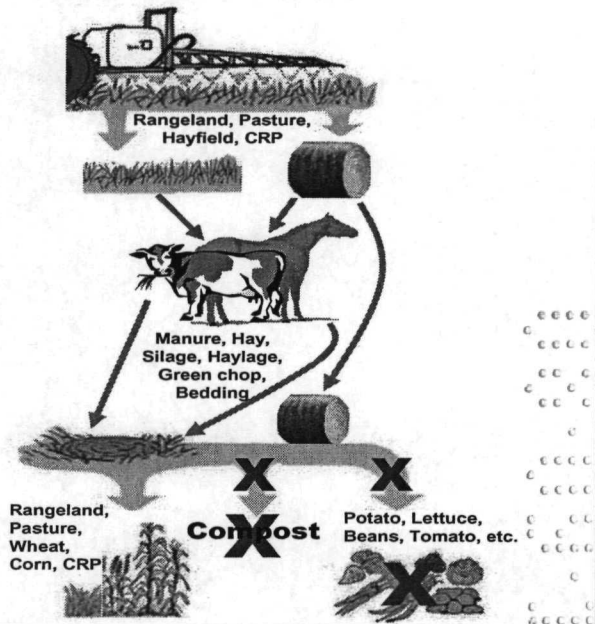 Rangeland, Pasture,
Hayfield, CRP
Manure, Hay,
Silage, Haylage,
Green chop,
Bedding
Rangeland,
Pasture,
Wheat,
Corn, CRP
X
Compost
X
X
Potato, Lettuce,
Beans, Tomato, etc.
X